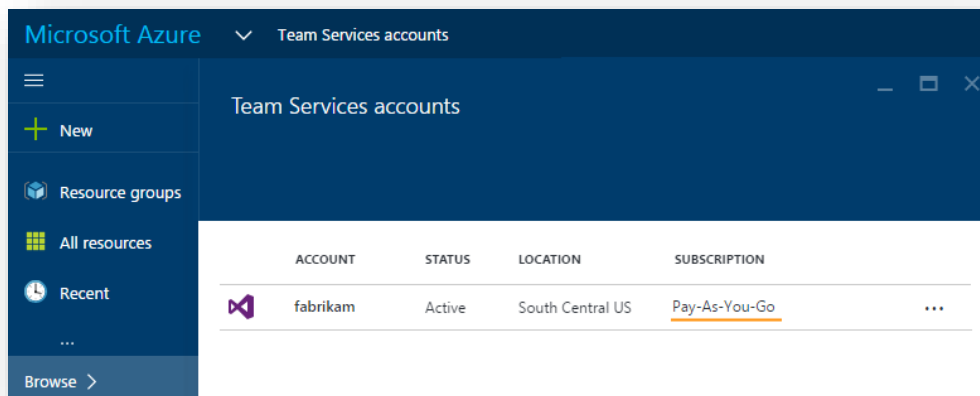 Microsoft Azure Team Services accounts
Team Services accounts
New
Resource groups
All resources
Recent
...
Browse
ACCOUNT STATUS LOCATION SUBSCRIPTION
fabrikam Active South Central US Pay-As-You-Go ...